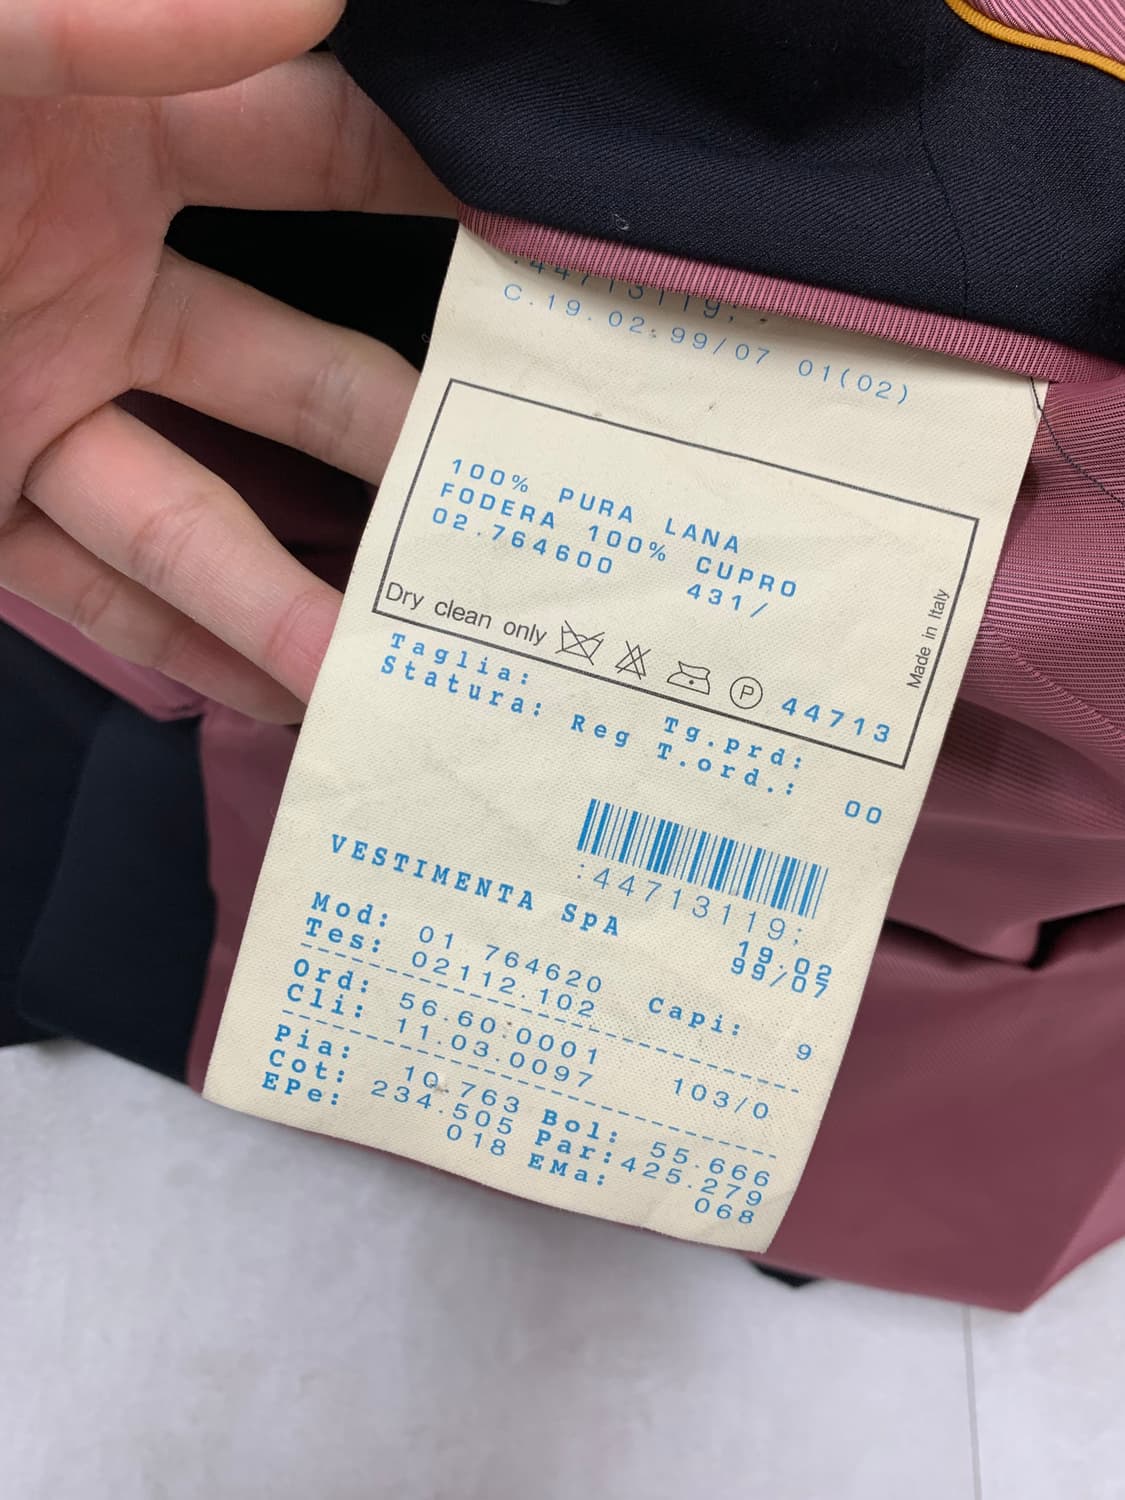 :44713119;
C.19.02:99/07 01(02)
100% PURA LANA
FODERA 100% CUPRO
02.764600 431/
Dry clean only P 44713
Made in Italy
Taglia: Tg.prd:
Statura: Reg T.ord.: 00
:44713119;
VESTIMENTA SpA 19.02
99/07
Mod: 01 764620 Capi: 9
Tes: 02112.102
Ord: 56.60.0001 103/0
Cli: 11.03.0097
Pia: 10.763 Bol: 55.666
Cot: 234.505 Par: 425.279
EPe: 018 EMa: 068